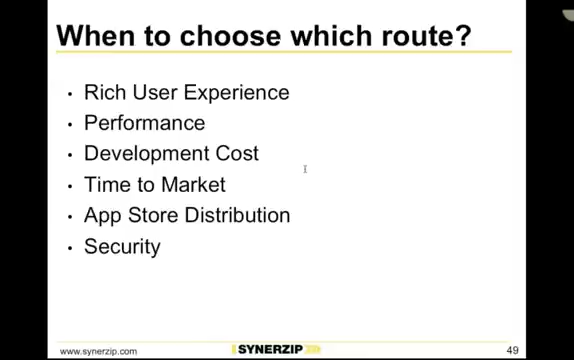 When to choose which route?
• Rich User Experience
• Performance
• Development Cost
• Time to Market
• App Store Distribution
• Security
www.synerzip.com SYNERZIP 49